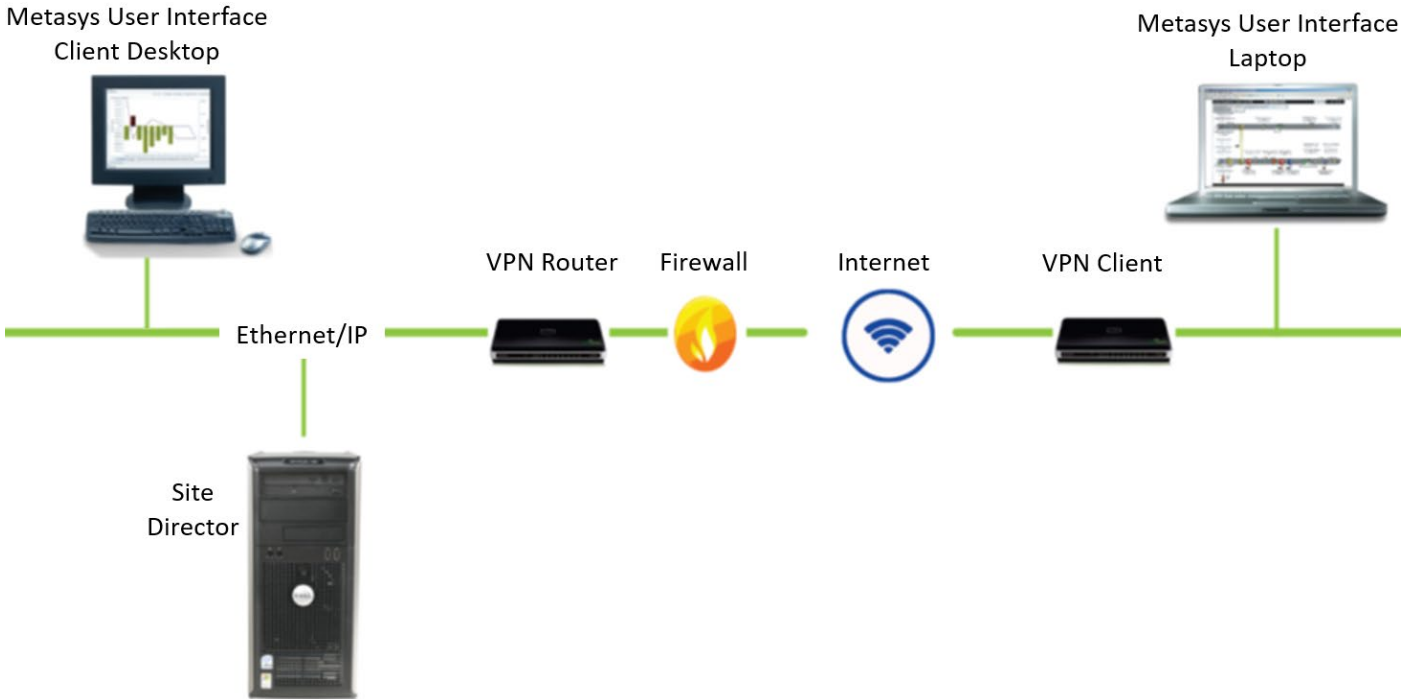 Metasys User Interface
Client Desktop
Metasys User Interface
Laptop
VPN Router
Firewall
Internet
VPN Client
Ethernet/IP
Site
Director